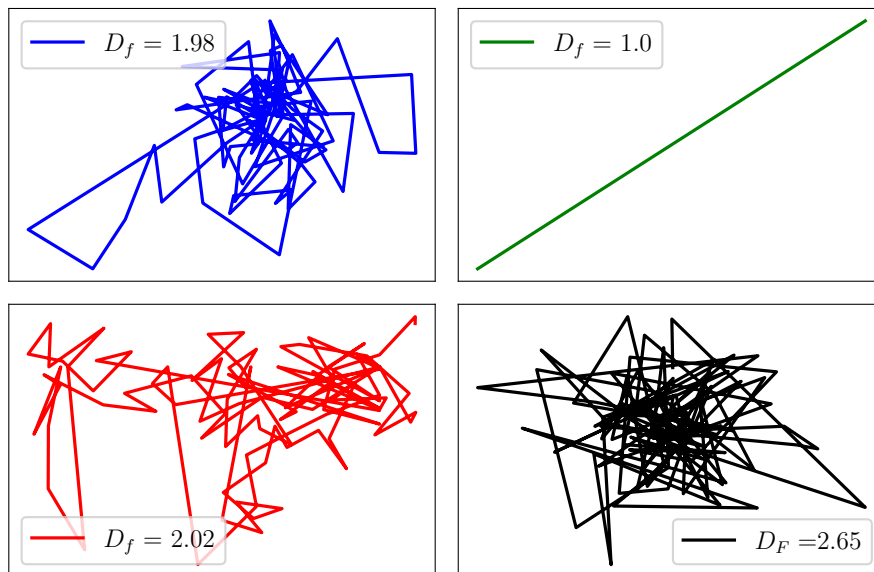 $D_f = 1.98$
$D_f = 1.0$
$D_f = 2.02$
$D_F = 2.65$